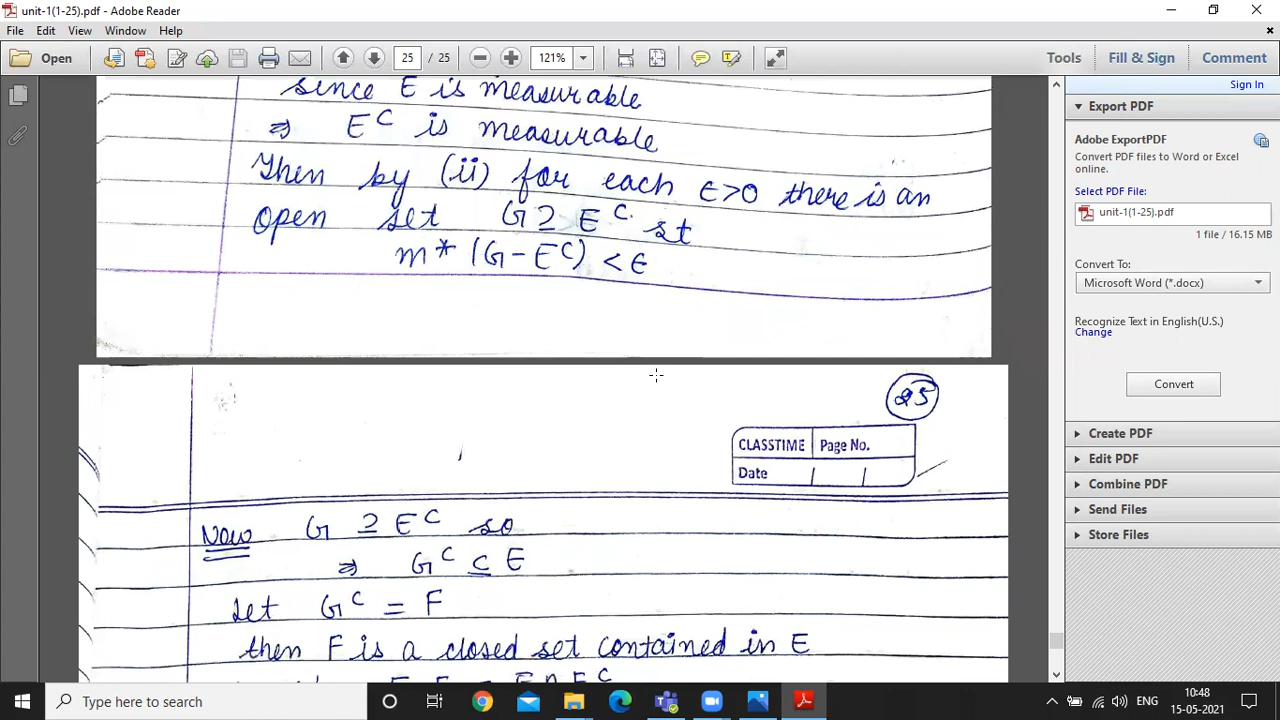 unit-1(1-25).pdf - Adobe Reader
File Edit View Window Help
Open 25 / 25 121% Tools Fill & Sign Comment
Sign In
Export PDF
Adobe ExportPDF
Convert PDF files to Word or Excel
online.
Select PDF File:
unit-1(1-25).pdf
1 file / 16.15 MB
Convert To:
Microsoft Word (*.docx)
Recognize Text in English(U.S.)
Change
Convert
Create PDF
Edit PDF
Combine PDF
Send Files
Store Files
since E is measurable
⇒ E^C is measurable
Then by (ii) for each ϵ>0 there is an
open set G ⊇ E^C st
m* (G-E^C) < ϵ
25
CLASSTIME Page No.
Date / /
Now G ⊇ E^C so
⇒ G^C ⊆ E
set G^C = F
then F is a closed set contained in E
Type here to search
ENG
10:48
15-05-2021